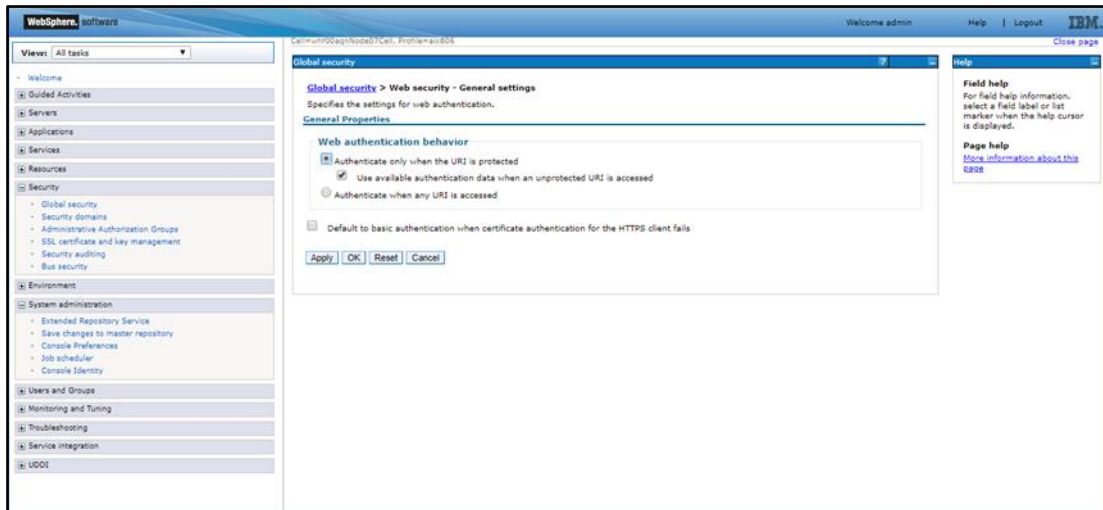 WebSphere. software
Welcome admin
Help | Logout
IBM.
View: All tasks
Cell=whf00aqnNode07Cell, Profile=aix606
Close page
Welcome
Guided Activities
Servers
Applications
Services
Resources
Security
Global security
Security domains
Administrative Authorization Groups
SSL certificate and key management
Security auditing
Bus security
Environment
System administration
Extended Repository Service
Save changes to master repository
Console Preferences
Job scheduler
Console Identity
Users and Groups
Monitoring and Tuning
Troubleshooting
Service integration
UDDI
Global security
?
Global security > Web security - General settings
Specifies the settings for web authentication.
General Properties
Web authentication behavior
Authenticate only when the URI is protected
Use available authentication data when an unprotected URI is accessed
Authenticate when any URI is accessed
Default to basic authentication when certificate authentication for the HTTPS client fails
Apply OK Reset Cancel
Help
Field help
For field help information,
select a field label or list
marker when the help cursor
is displayed.
Page help
More information about this
page